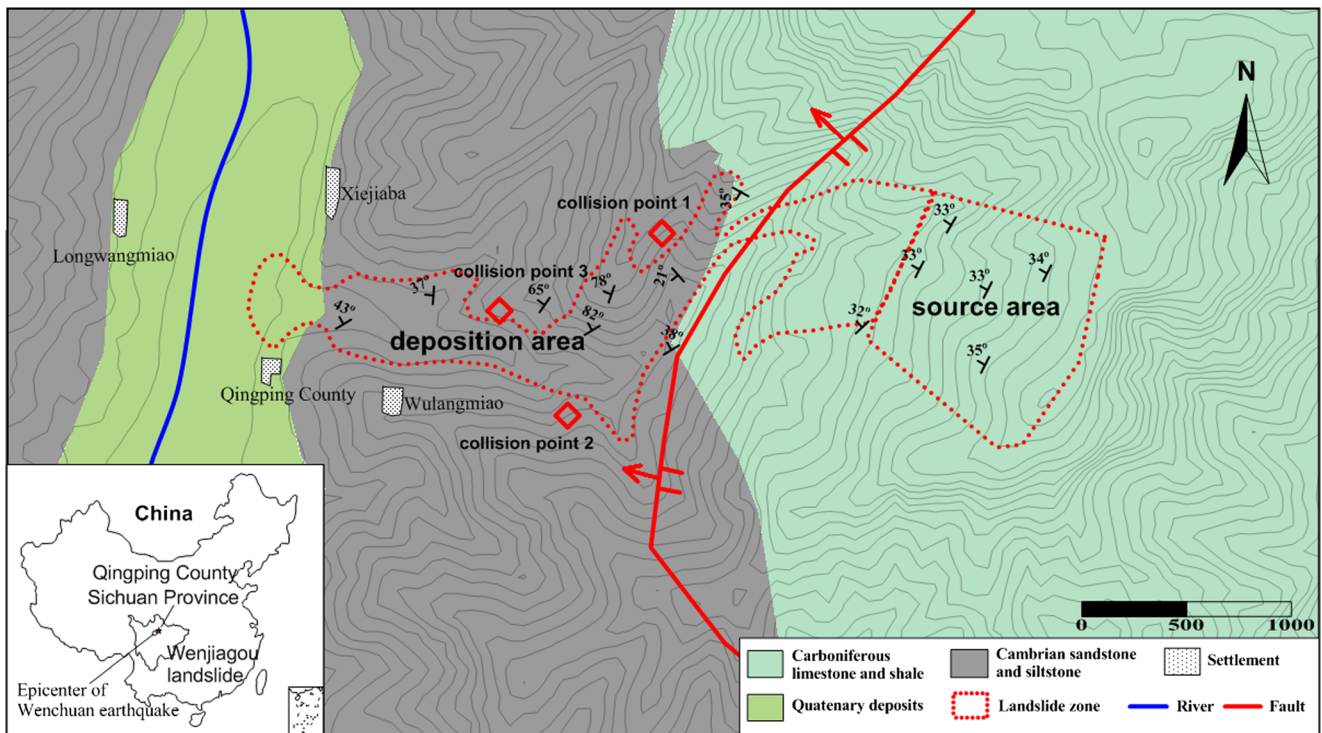 N
Xiejiaba
collision point 1
35°
33°
Longwangmiao
collision point 3
37°
65°
78°
21°
33°
33°
34°
43°
82°
38°
32°
source area
deposition area
35°
Qingping County
Wulangmiao
collision point 2
China
Qingping County
Sichuan Province
Wenjiagou
landslide
Epicenter of
Wenchuan earthquake
0 500 1000
Carboniferous
limestone and shale
Cambrian sandstone
and siltstone
Settlement
Quatenary deposits
Landslide zone
River
Fault